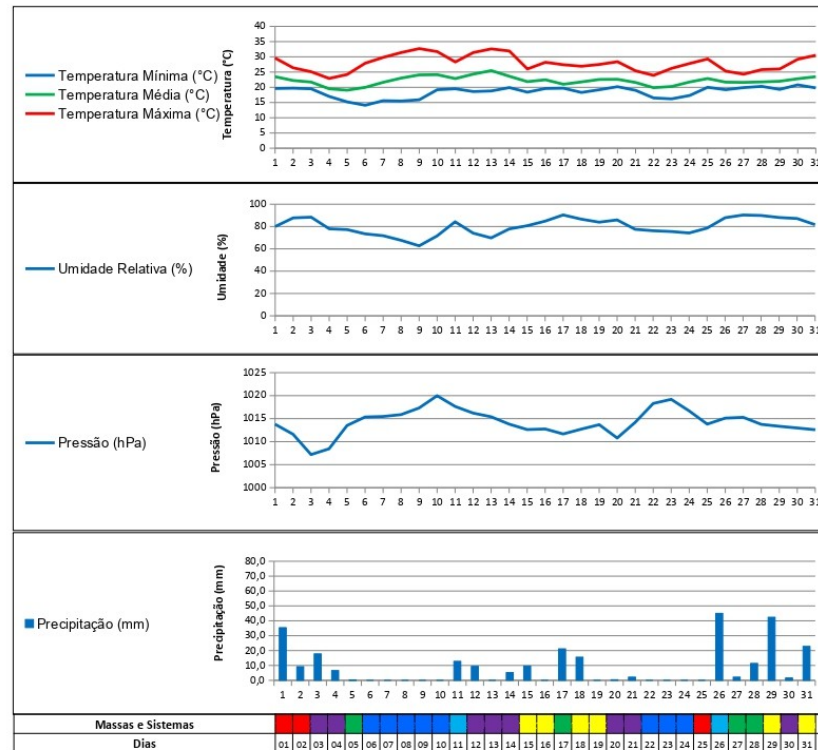 Temperatura Mínima (°C)
Temperatura Média (°C)
Temperatura Máxima (°C)
Temperatura (°C)
40
35
30
25
20
15
10
5
0
1 2 3 4 5 6 7 8 9 10 11 12 13 14 15 16 17 18 19 20 21 22 23 24 25 26 27 28 29 30 31
Umidade Relativa (%)
Umidade (%)
100
80
60
40
20
0
1 2 3 4 5 6 7 8 9 10 11 12 13 14 15 16 17 18 19 20 21 22 23 24 25 26 27 28 29 30 31
Pressão (hPa)
Pressão (hPa)
1025
1020
1015
1010
1005
1000
1 2 3 4 5 6 7 8 9 10 11 12 13 14 15 16 17 18 19 20 21 22 23 24 25 26 27 28 29 30 31
Precipitação (mm)
Precipitação (mm)
80,0
70,0
60,0
50,0
40,0
30,0
20,0
10,0
0,0
1 2 3 4 5 6 7 8 9 10 11 12 13 14 15 16 17 18 19 20 21 22 23 24 25 26 27 28 29 30 31
Massas e Sistemas
Dias 01 02 03 04 05 06 07 08 09 10 11 12 13 14 15 16 17 18 19 20 21 22 23 24 25 26 27 28 29 30 31